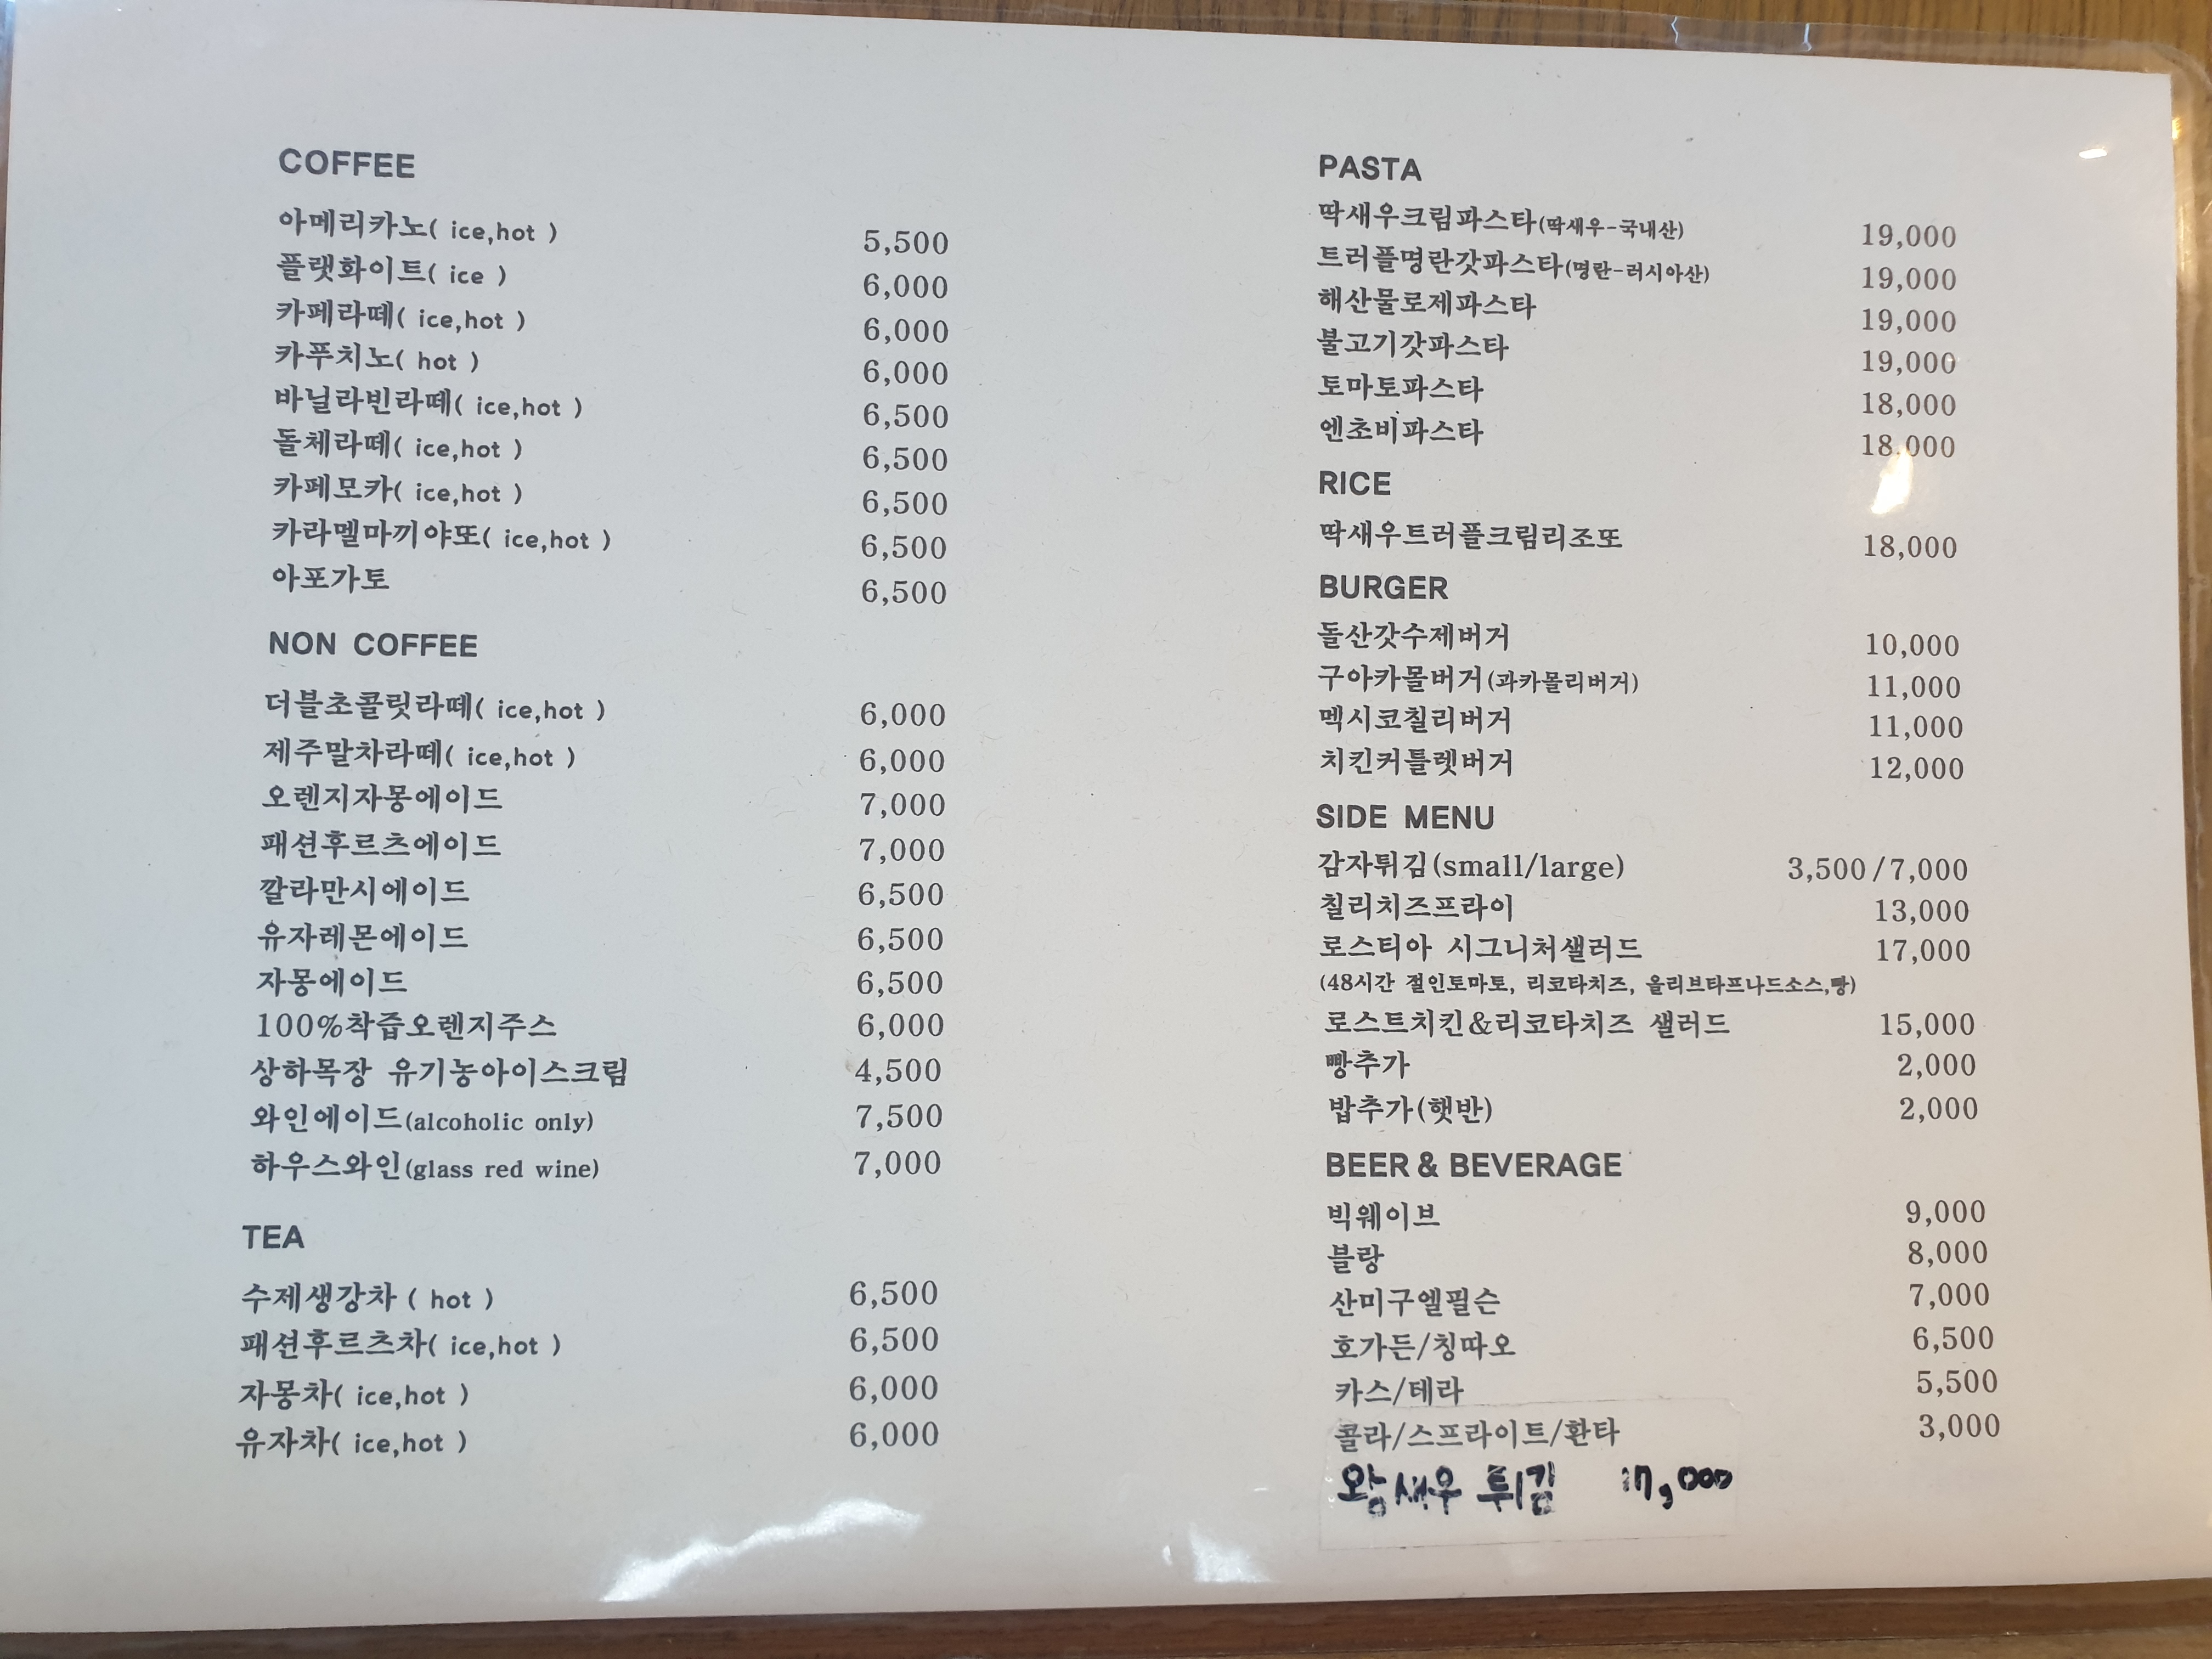 COFFEE
아메리카노( ice,hot ) 5,500
플랫화이트( ice ) 6,000
카페라떼( ice,hot ) 6,000
카푸치노( hot ) 6,000
바닐라빈라떼( ice,hot ) 6,500
돌체라떼( ice,hot ) 6,500
카페모카( ice,hot ) 6,500
카라멜마끼야또( ice,hot ) 6,500
아포가토 6,500
NON COFFEE
더블초콜릿라떼( ice,hot ) 6,000
제주말차라떼( ice,hot ) 6,000
오렌지자몽에이드 7,000
패션후르츠에이드 7,000
깔라만시에이드 6,500
유자레몬에이드 6,500
자몽에이드 6,500
100%착즙오렌지주스 6,000
상하목장 유기농아이스크림 4,500
와인에이드(alcoholic only) 7,500
하우스와인(glass red wine) 7,000
TEA
수제생강차 ( hot ) 6,500
패션후르츠차( ice,hot ) 6,500
자몽차( ice,hot ) 6,000
유자차( ice,hot ) 6,000
PASTA
딱새우크림파스타(딱새우-국내산) 19,000
트러플명란갓파스타(명란-러시아산) 19,000
해산물로제파스타 19,000
불고기갓파스타 19,000
토마토파스타 18,000
엔초비파스타 18,000
RICE
딱새우트러플크림리조또 18,000
BURGER
돌산갓수제버거 10,000
구아카몰버거(과카몰리버거) 11,000
멕시코칠리버거 11,000
치킨커틀렛버거 12,000
SIDE MENU
감자튀김(small/large) 3,500/7,000
칠리치즈프라이 13,000
로스티아 시그니처샐러드 17,000
(48시간 절인토마토, 리코타치즈, 올리브타프나드소스,빵)
로스트치킨&리코타치즈 샐러드 15,000
빵추가 2,000
밥추가(햇반) 2,000
BEER & BEVERAGE
빅웨이브 9,000
블랑 8,000
산미구엘필슨 7,000
호가든/칭따오 6,500
카스/테라 5,500
콜라/스프라이트/환타 3,000
왕새우 튀김 17,000